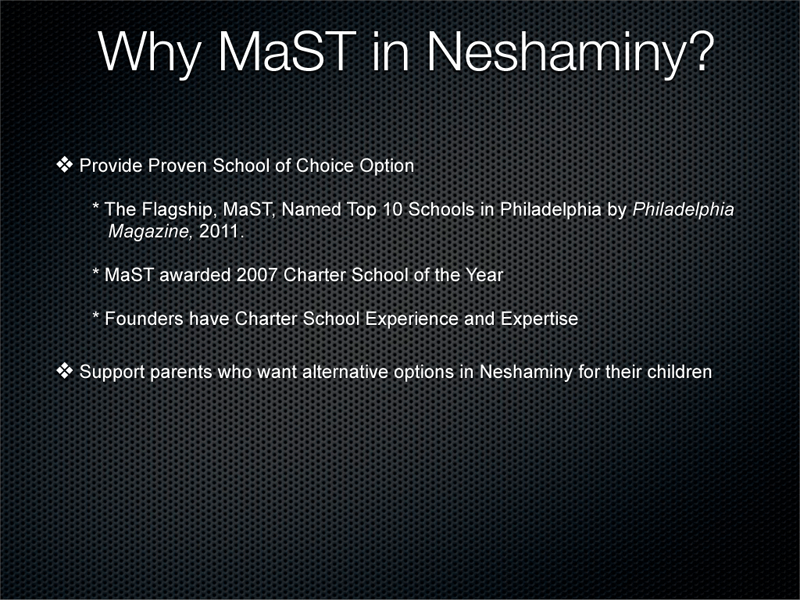 Why MaST in Neshaminy?
❖ Provide Proven School of Choice Option
* The Flagship, MaST, Named Top 10 Schools in Philadelphia by Philadelphia
Magazine, 2011.
* MaST awarded 2007 Charter School of the Year
* Founders have Charter School Experience and Expertise
❖ Support parents who want alternative options in Neshaminy for their children